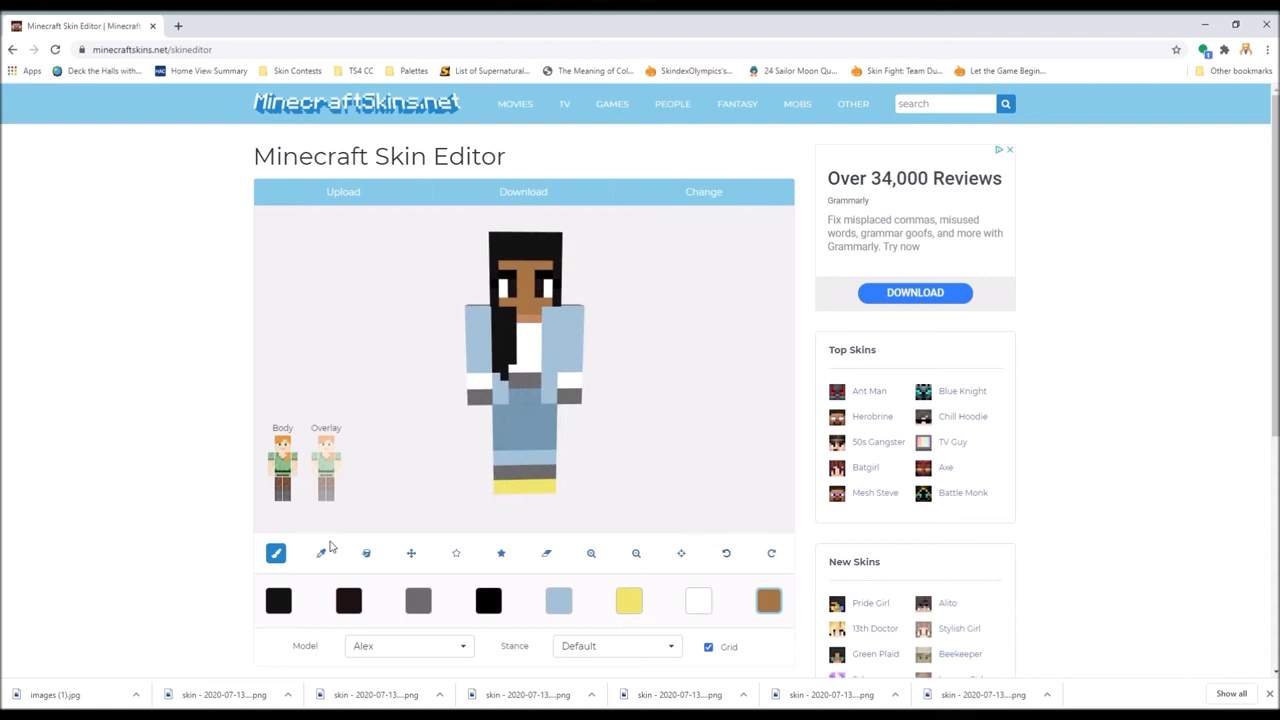 Minecraft Skin Editor | Minecraft
minecraftskins.net/skineditor
Apps Deck the Halls with... HAC Home View Summary Skin Contests TS4 CC Palettes List of Supernatural... The Meaning of Col... SkindexOlympics's... 24 Sailor Moon Qu... Skin Fight: Team Du... Let the Game Begin... Other bookmarks
MinecraftSkins.net MOVIES TV GAMES PEOPLE FANTASY MOBS OTHER search
Minecraft Skin Editor
Upload Download Change
Body Overlay
Model Alex Stance Default Grid
Over 34,000 Reviews
Grammarly
Fix misplaced commas, misused
words, grammar goofs, and more with
Grammarly. Try now
DOWNLOAD
Top Skins
Ant Man Blue Knight
Herobrine Chill Hoodie
50s Gangster TV Guy
Batgirl Axe
Mesh Steve Battle Monk
New Skins
Pride Girl Alito
13th Doctor Stylish Girl
Green Plaid Beekeeper
images (1).jpg skin - 2020-07-13....png skin - 2020-07-13....png skin - 2020-07-13....png skin - 2020-07-13....png skin - 2020-07-13....png skin - 2020-07-13....png Show all